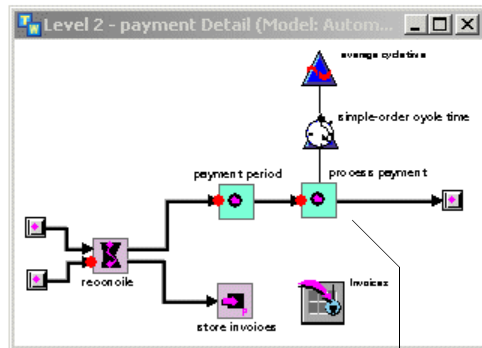 Level 2 - payment Detail (Model: Autom...
average cycletime
simple-order cycle time
payment period
process payment
reconcile
Invoices
store invoices